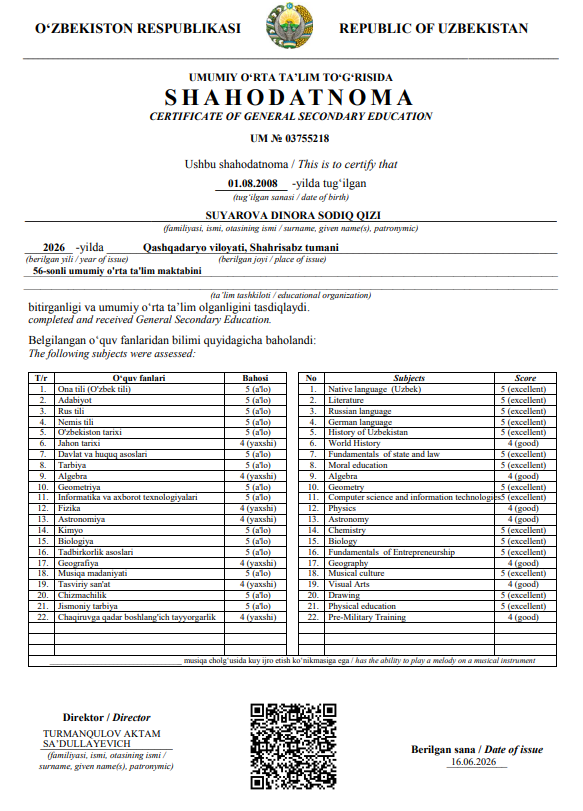 O‘ZBEKISTON RESPUBLIKASI REPUBLIC OF UZBEKISTAN
UMUMIY O‘RTA TA’LIM TO‘G‘RISIDA
SHAHODATNOMA
CERTIFICATE OF GENERAL SECONDARY EDUCATION
UM № 03755218
Ushbu shahodatnoma / This is to certify that
01.08.2008 -yilda tug‘ilgan
(tug‘ilgan sanasi / date of birth)
SUYAROVA DINORA SODIQ QIZI
(familiyasi, ismi, otasining ismi / surname, given name(s), patronymic)
2026 -yilda Qashqadaryo viloyati, Shahrisabz tumani
(berilgan yili / year of issue) (berilgan joyi / place of issue)
56-sonli umumiy o'rta ta'lim maktabini
(ta’lim tashkiloti / educational organization)
bitirganligi va umumiy o‘rta ta’lim olganligini tasdiqlaydi.
completed and received General Secondary Education.
Belgilangan o‘quv fanlaridan bilimi quyidagicha baholandi:
The following subjects were assessed:
T/r O‘quv fanlari Bahosi No Subjects Score
1. Ona tili (O'zbek tili) 5 (a'lo) 1. Native language (Uzbek) 5 (excellent)
2. Adabiyot 5 (a'lo) 2. Literature 5 (excellent)
3. Rus tili 5 (a'lo) 3. Russian language 5 (excellent)
4. Nemis tili 5 (a'lo) 4. German language 5 (excellent)
5. O'zbekiston tarixi 5 (a'lo) 5. History of Uzbekistan 5 (excellent)
6. Jahon tarixi 4 (yaxshi) 6. World History 4 (good)
7. Davlat va huquq asoslari 5 (a'lo) 7. Fundamentals of state and law 5 (excellent)
8. Tarbiya 5 (a'lo) 8. Moral education 5 (excellent)
9. Algebra 4 (yaxshi) 9. Algebra 4 (good)
10. Geometriya 5 (a'lo) 10. Geometry 5 (excellent)
11. Informatika va axborot texnologiyalari 5 (a'lo) 11. Computer science and information technologies 5 (excellent)
12. Fizika 4 (yaxshi) 12. Physics 4 (good)
13. Astronomiya 4 (yaxshi) 13. Astronomy 4 (good)
14. Kimyo 5 (a'lo) 14. Chemistry 5 (excellent)
15. Biologiya 5 (a'lo) 15. Biology 5 (excellent)
16. Tadbirkorlik asoslari 5 (a'lo) 16. Fundamentals of Entrepreneurship 5 (excellent)
17. Geografiya 4 (yaxshi) 17. Geography 4 (good)
18. Musiqa madaniyati 5 (a'lo) 18. Musical culture 5 (excellent)
19. Tasviriy san'at 4 (yaxshi) 19. Visual Arts 4 (good)
20. Chizmachilik 5 (a'lo) 20. Drawing 5 (excellent)
21. Jismoniy tarbiya 5 (a'lo) 21. Physical education 5 (excellent)
22. Chaqiruvga qadar boshlang'ich tayyorgarlik 4 (yaxshi) 22. Pre-Military Training 4 (good)
musiqa cholg‘usida kuy ijro etish ko‘nikmasiga ega / has the ability to play a melody on a musical instrument
Direktor / Director
TURMANQULOV AKTAM
SA’DULLAYEVICH
(familiyasi, ismi, otasining ismi /
surname, given name(s), patronymic)
Berilgan sana / Date of issue
16.06.2026